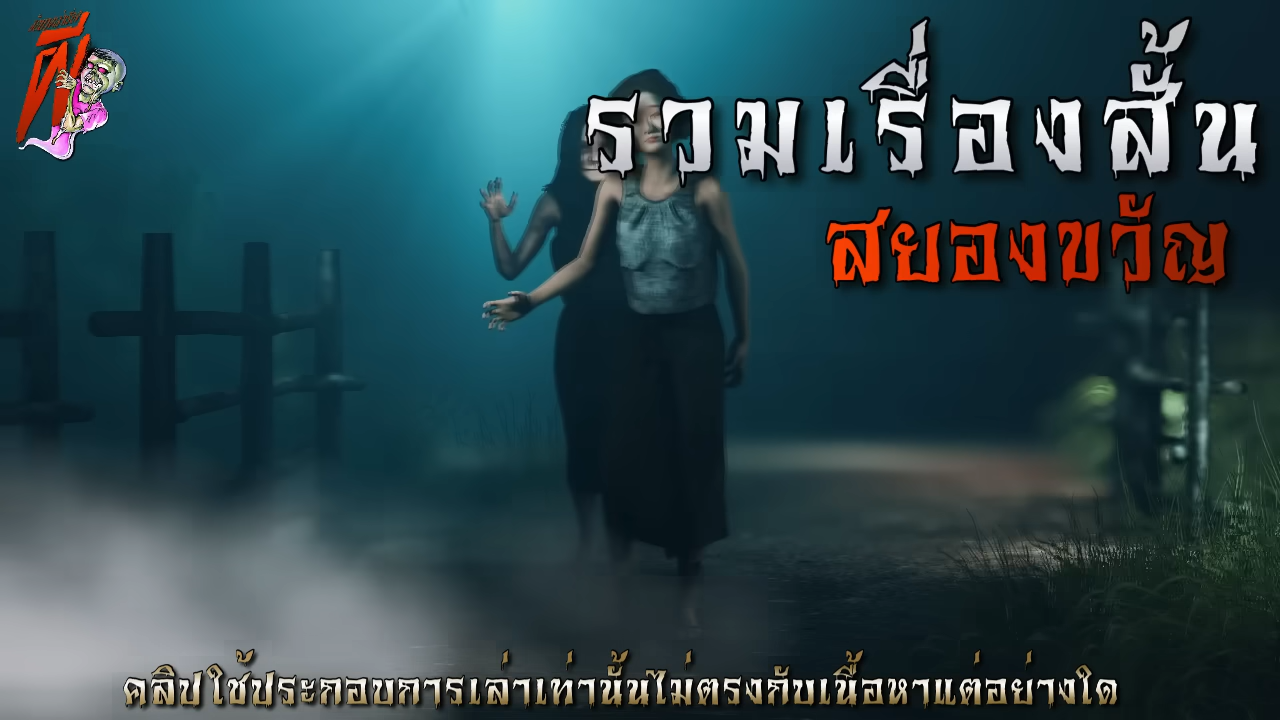 ผี
รวมเรื่องสั้น
สยองขวัญ
คลิปใช้ประกอบการเล่าเท่านั้นไม่ตรงกับเนื้อหาแต่อย่างใด